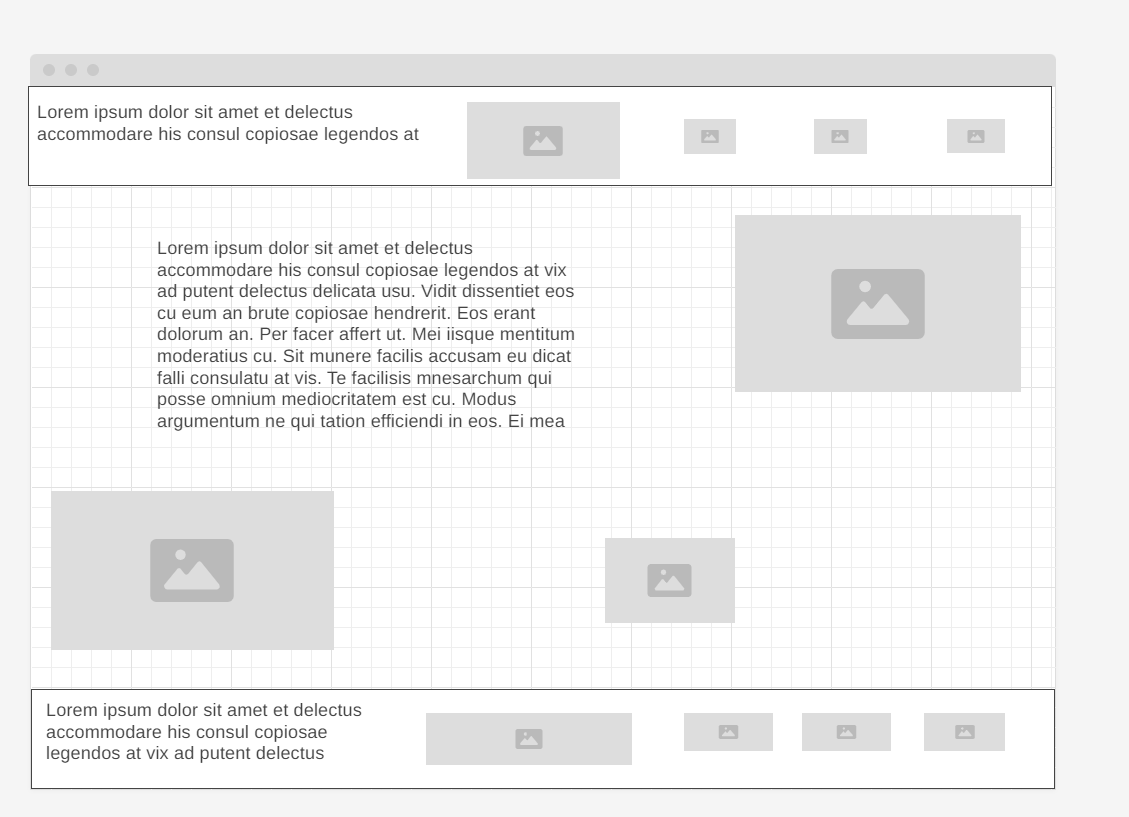 Lorem ipsum dolor sit amet et delectus
accommodare his consul copiosae legendos at
Lorem ipsum dolor sit amet et delectus
accommodare his consul copiosae legendos at vix
ad putent delectus delicata usu. Vidit dissentiet eos
cu eum an brute copiosae hendrerit. Eos erant
dolorum an. Per facer affert ut. Mei iisque mentitum
moderatius cu. Sit munere facilis accusam eu dicat
falli consulatu at vis. Te facilisis mnesarchum qui
posse omnium mediocritatem est cu. Modus
argumentum ne qui tation efficiendi in eos. Ei mea
Lorem ipsum dolor sit amet et delectus
accommodare his consul copiosae
legendos at vix ad putent delectus